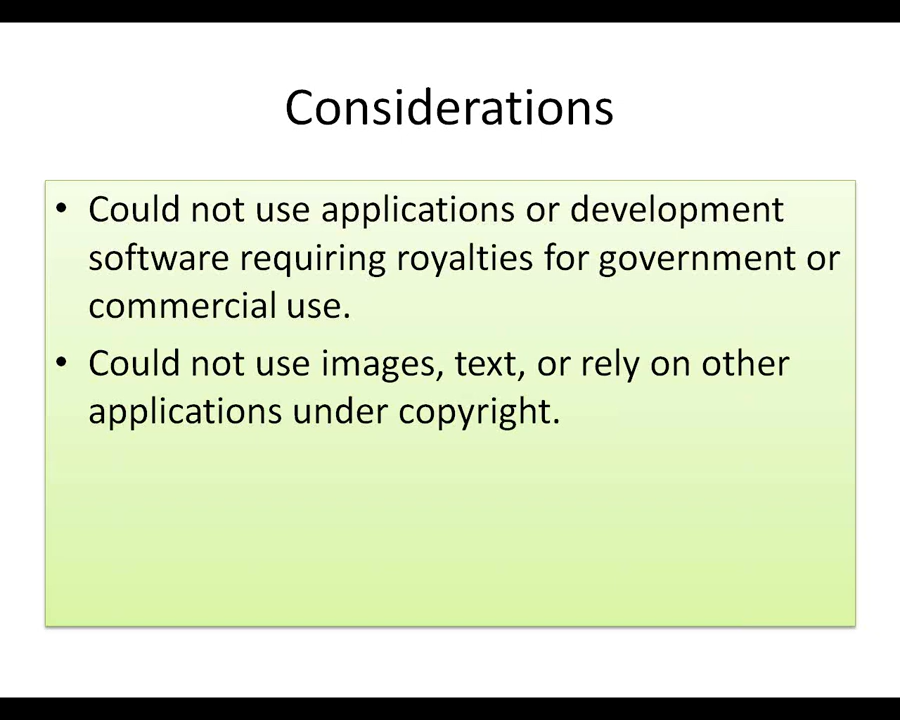 Considerations
• Could not use applications or development
software requiring royalties for government or
commercial use.
• Could not use images, text, or rely on other
applications under copyright.